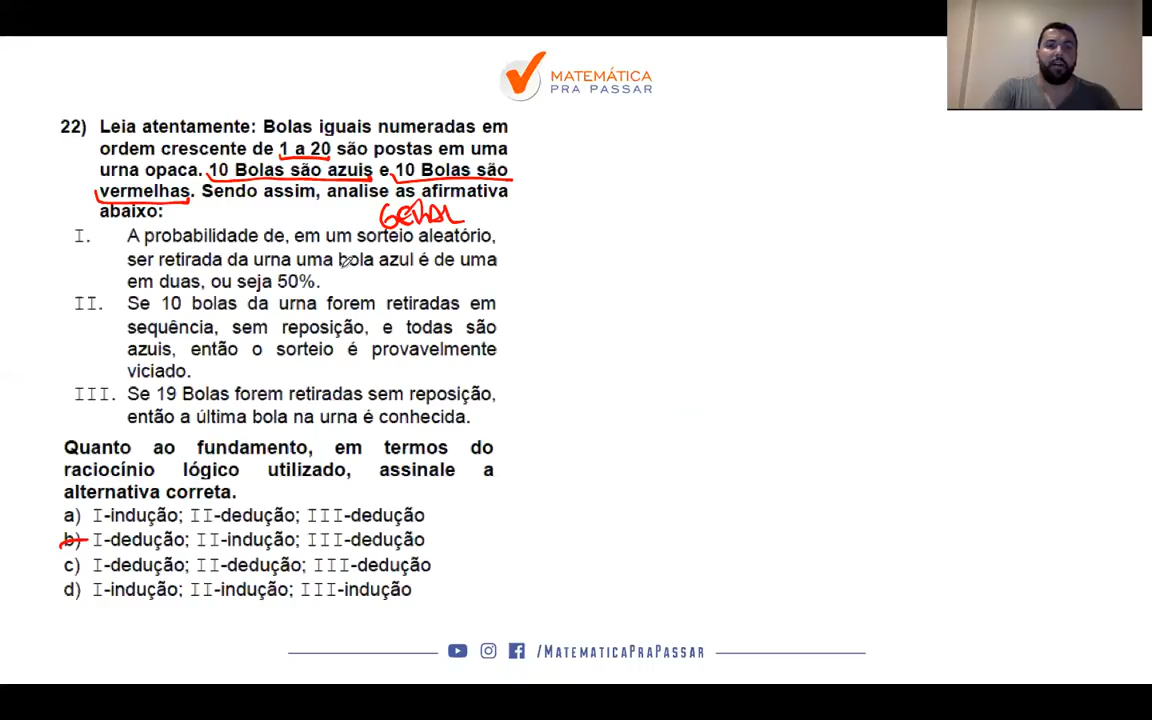 MATEMÁTICA
PRA PASSAR
22) Leia atentamente: Bolas iguais numeradas em
ordem crescente de 1 a 20 são postas em uma
urna opaca. 10 Bolas são azuis e 10 Bolas são
vermelhas. Sendo assim, analise as afirmativa
abaixo:
GERAL
I. A probabilidade de, em um sorteio aleatório,
ser retirada da urna uma bola azul é de uma
em duas, ou seja 50%.
II. Se 10 bolas da urna forem retiradas em
sequência, sem reposição, e todas são
azuis, então o sorteio é provavelmente
viciado.
III. Se 19 Bolas forem retiradas sem reposição,
então a última bola na urna é conhecida.
Quanto ao fundamento, em termos do
raciocínio lógico utilizado, assinale a
alternativa correta.
a) I-indução; II-dedução; III-dedução
b) I-dedução; II-indução; III-dedução
c) I-dedução; II-dedução; III-dedução
d) I-indução; II-indução; III-indução
/MATEMATICAPRAPASSAR